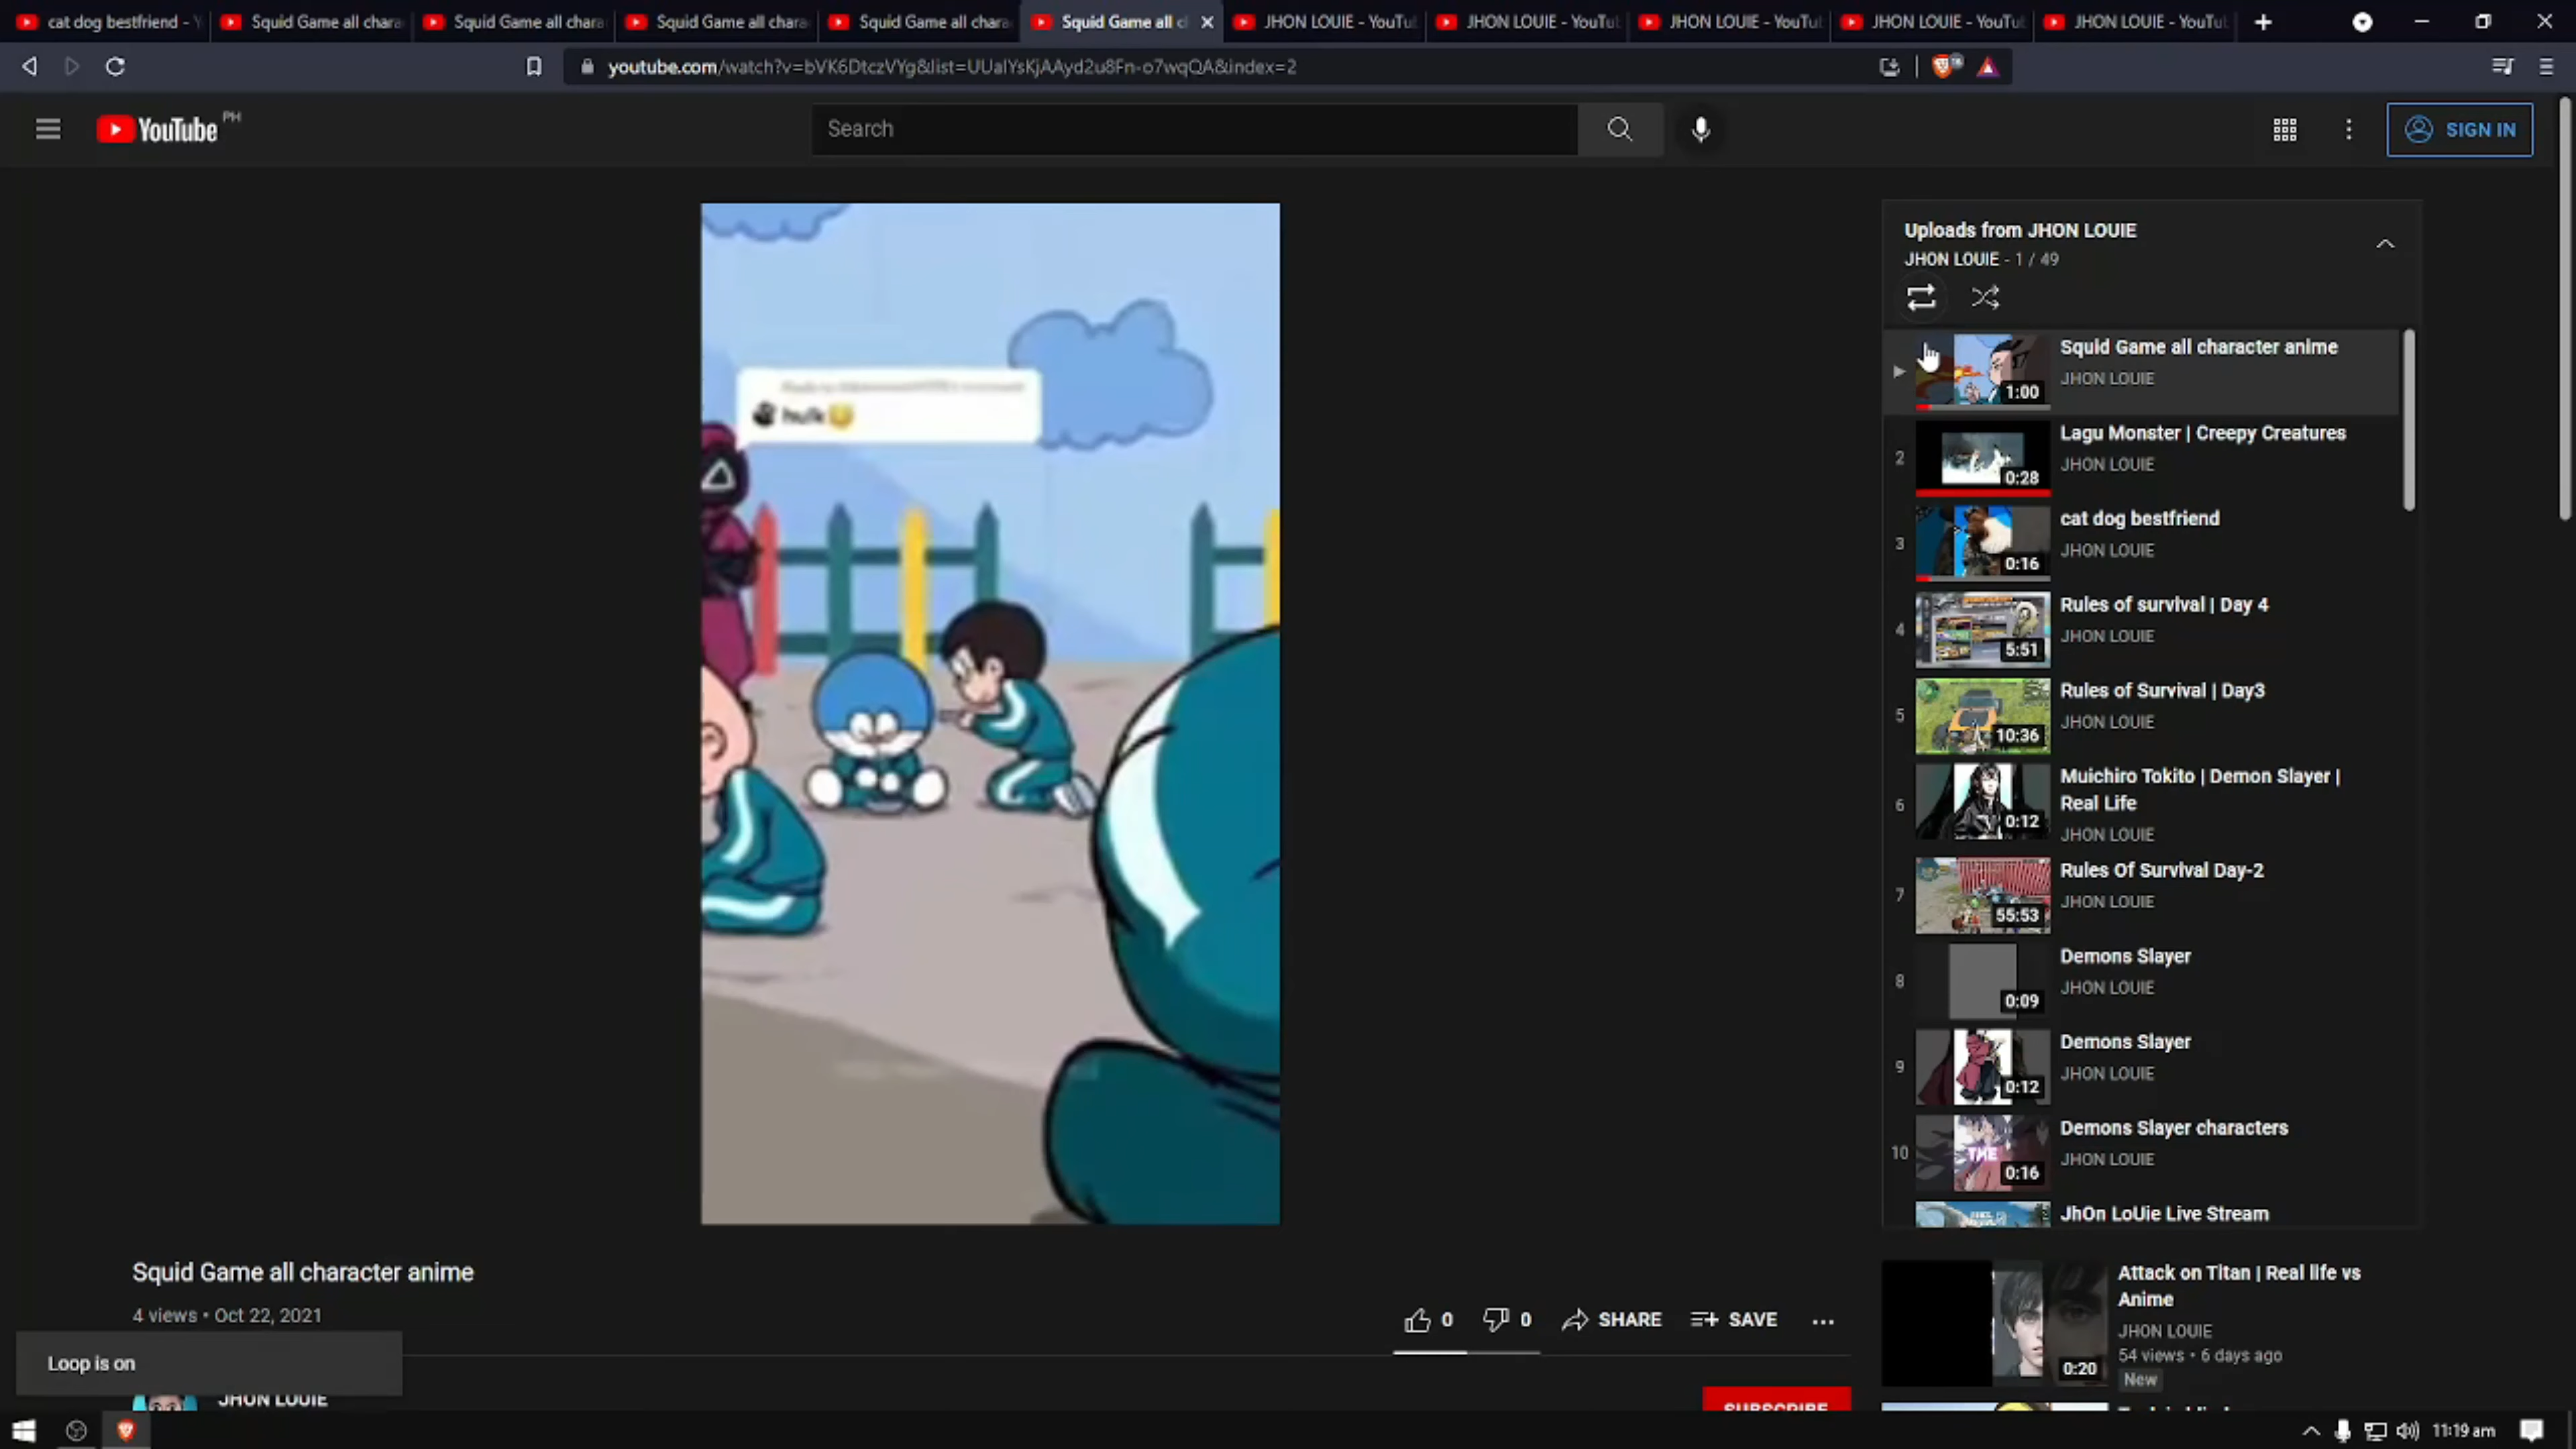 cat dog bestfriend - Y
Squid Game all chara
Squid Game all chara
Squid Game all chara
Squid Game all chara
Squid Game all c
JHON LOUIE - YouTu
JHON LOUIE - YouTu
JHON LOUIE - YouTu
JHON LOUIE - YouTu
JHON LOUIE - YouTu
youtube.com/watch?v=bVK6DtczVYg&list=UUalYsKjAAyd2u8Fn-o7wqQA&index=2
YouTube PH
Search
SIGN IN
hulk
Uploads from JHON LOUIE
JHON LOUIE - 1 / 49
Squid Game all character anime
JHON LOUIE
1:00
2
Lagu Monster | Creepy Creatures
JHON LOUIE
0:28
3
cat dog bestfriend
JHON LOUIE
0:16
4
Rules of survival | Day 4
JHON LOUIE
5:51
5
Rules of Survival | Day3
JHON LOUIE
10:36
6
Muichiro Tokito | Demon Slayer |
Real Life
JHON LOUIE
0:12
7
Rules Of Survival Day-2
JHON LOUIE
55:53
8
Demons Slayer
JHON LOUIE
0:09
9
Demons Slayer
JHON LOUIE
0:12
10
Demons Slayer characters
JHON LOUIE
THE
0:16
JhOn LoUie Live Stream
Squid Game all character anime
4 views • Oct 22, 2021
0
0
SHARE
SAVE
Loop is on
JHON LOUIE
SUBSCRIBE
Attack on Titan | Real life vs
Anime
JHON LOUIE
54 views • 6 days ago
New
0:20
11:19 am